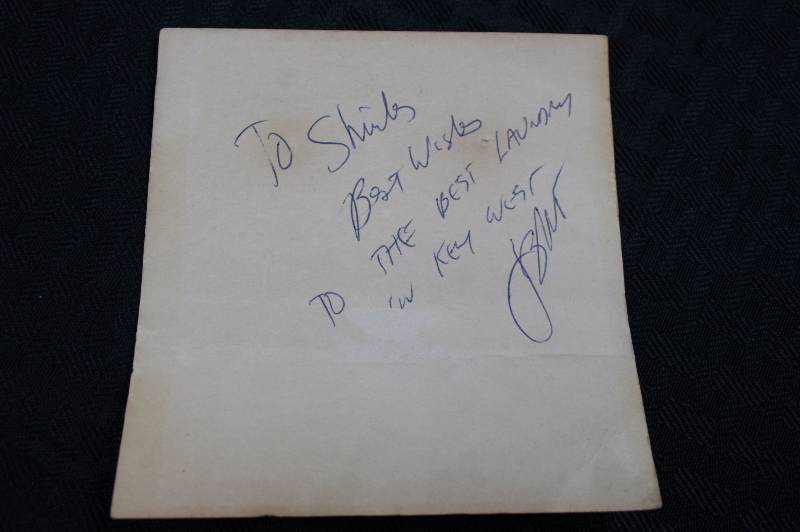 To Shirley
Best Wishes
TO THE BEST LAUNDRY
in KEY WEST